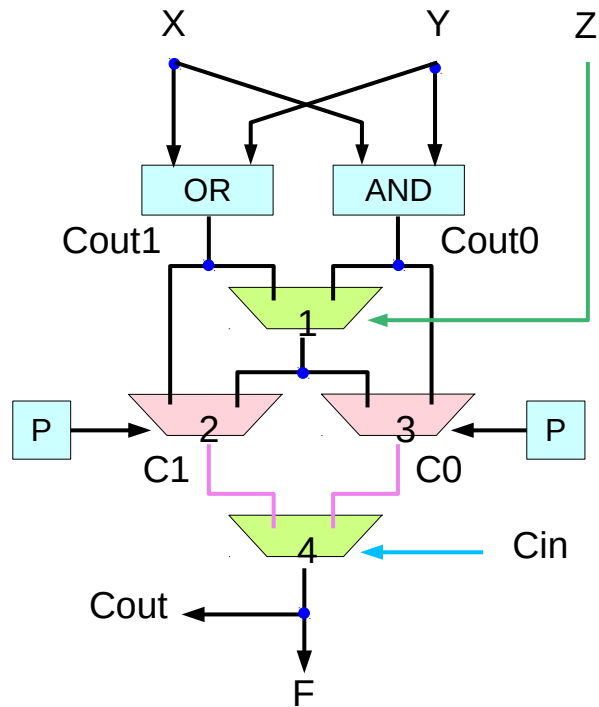 X Y Z
OR AND
Cout1 Cout0
1
P 2 3 P
C1 C0
4 Cin
Cout
F